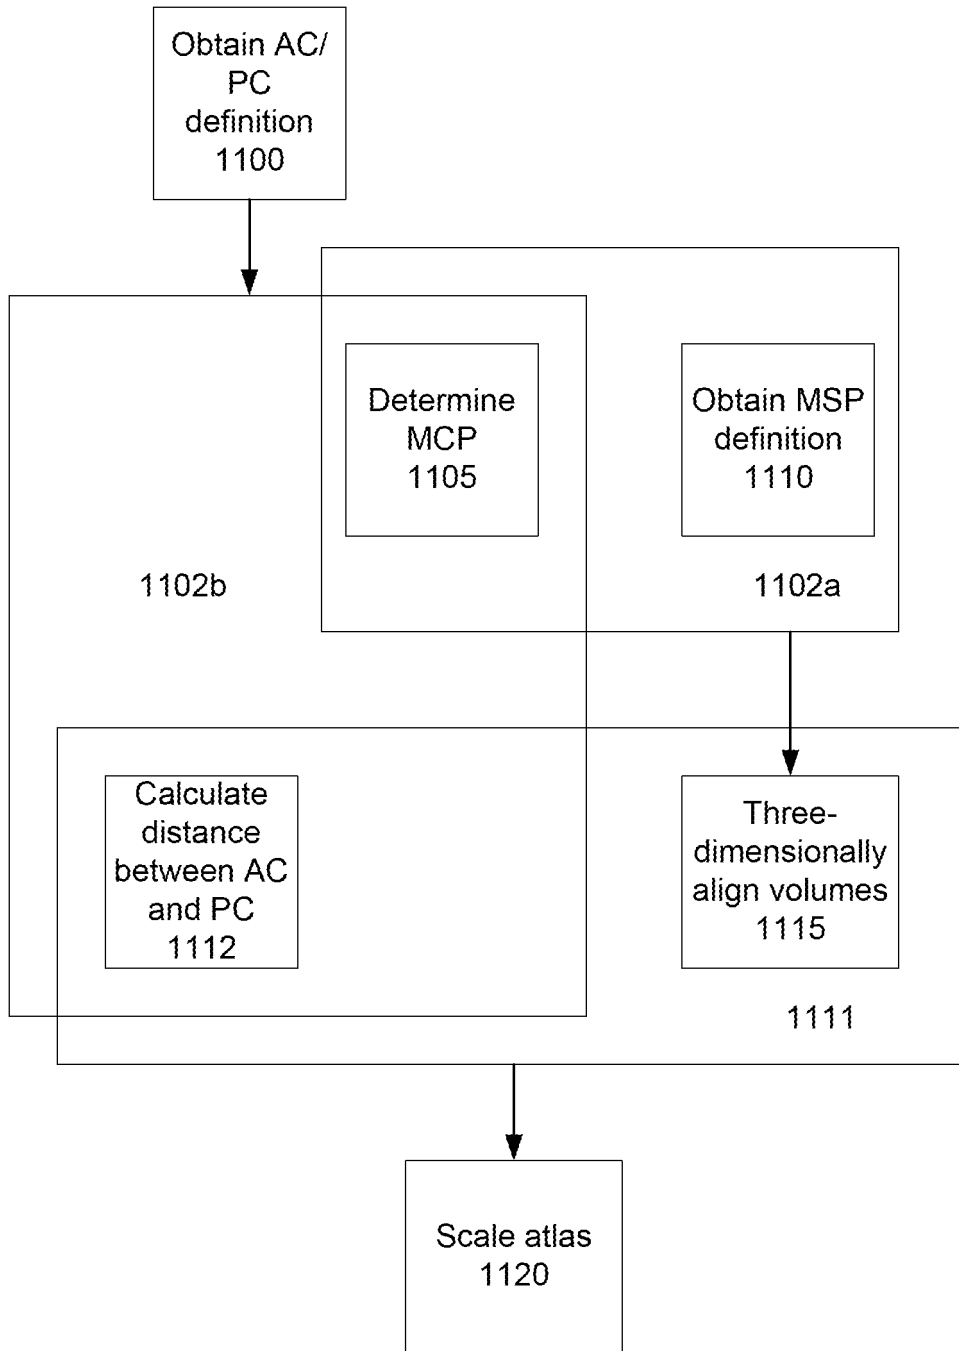 Obtain AC/
PC
definition
1100
Determine
MCP
1105
Obtain MSP
definition
1110
1102b
1102a
Calculate
distance
between AC
and PC
1112
Three-
dimensionally
align volumes
1115
1111
Scale atlas
1120